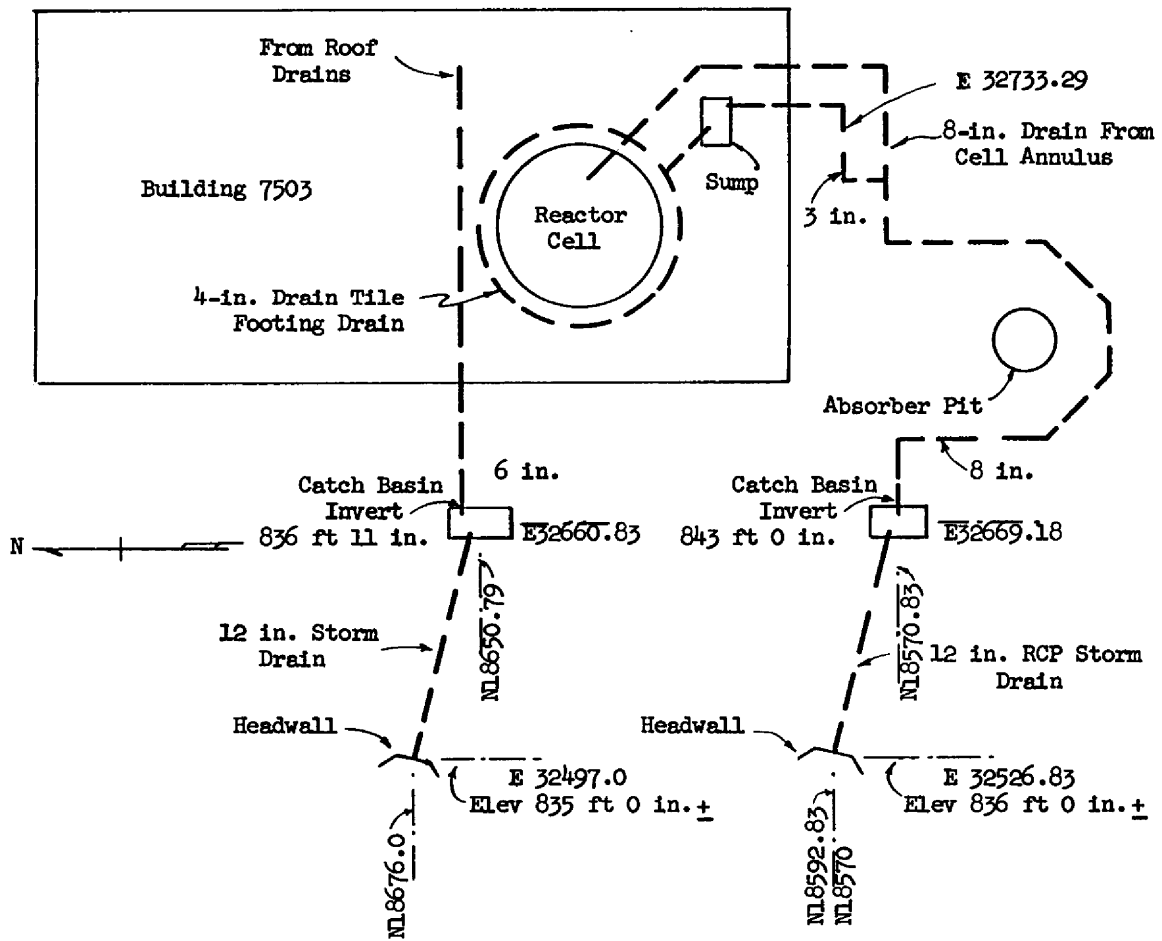 From Roof
Drains
E 32733.29
8-in. Drain From
Cell Annulus
Sump
Building 7503
3 in.
Reactor
Cell
4-in. Drain Tile
Footing Drain
Absorber Pit
6 in.
8 in.
Catch Basin
Invert
836 ft 11 in.
E32660.83
Catch Basin
Invert
843 ft 0 in.
E32669.18
N
N18650.79
N18570.83
12 in. Storm
Drain
12 in. RCP Storm
Drain
Headwall
Headwall
E 32497.0
Elev 835 ft 0 in. ±
E 32526.83
Elev 836 ft 0 in. ±
N18676.0
N18592.83
N18570